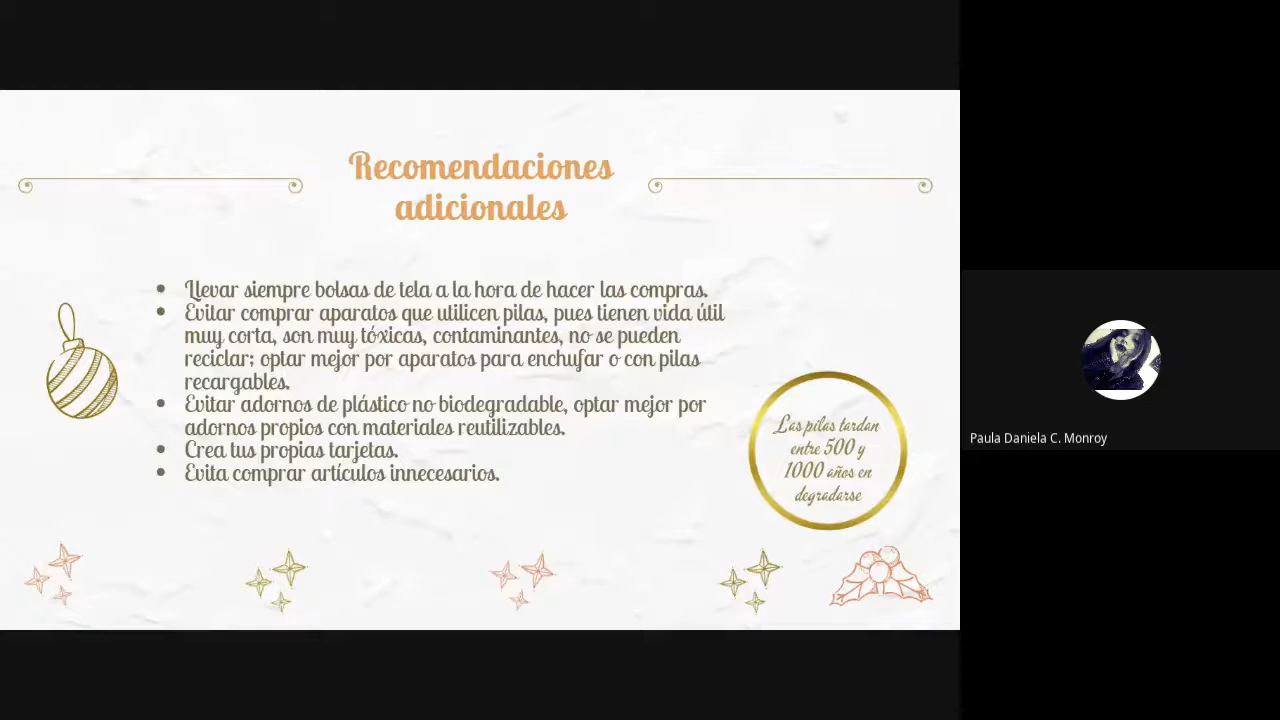 Recomendaciones
adicionales
• Llevar siempre bolsas de tela a la hora de hacer las compras.
• Evitar comprar aparatos que utilicen pilas, pues tienen vida útil
muy corta, son muy tóxicas, contaminantes, no se pueden
reciclar; optar mejor por aparatos para enchufar o con pilas
recargables.
• Evitar adornos de plástico no biodegradable, optar mejor por
adornos propios con materiales reutilizables.
• Crea tus propias tarjetas.
• Evita comprar artículos innecesarios.
Las pilas tardan
entre 500 y
1000 años en
degradarse
Paula Daniela C. Monroy